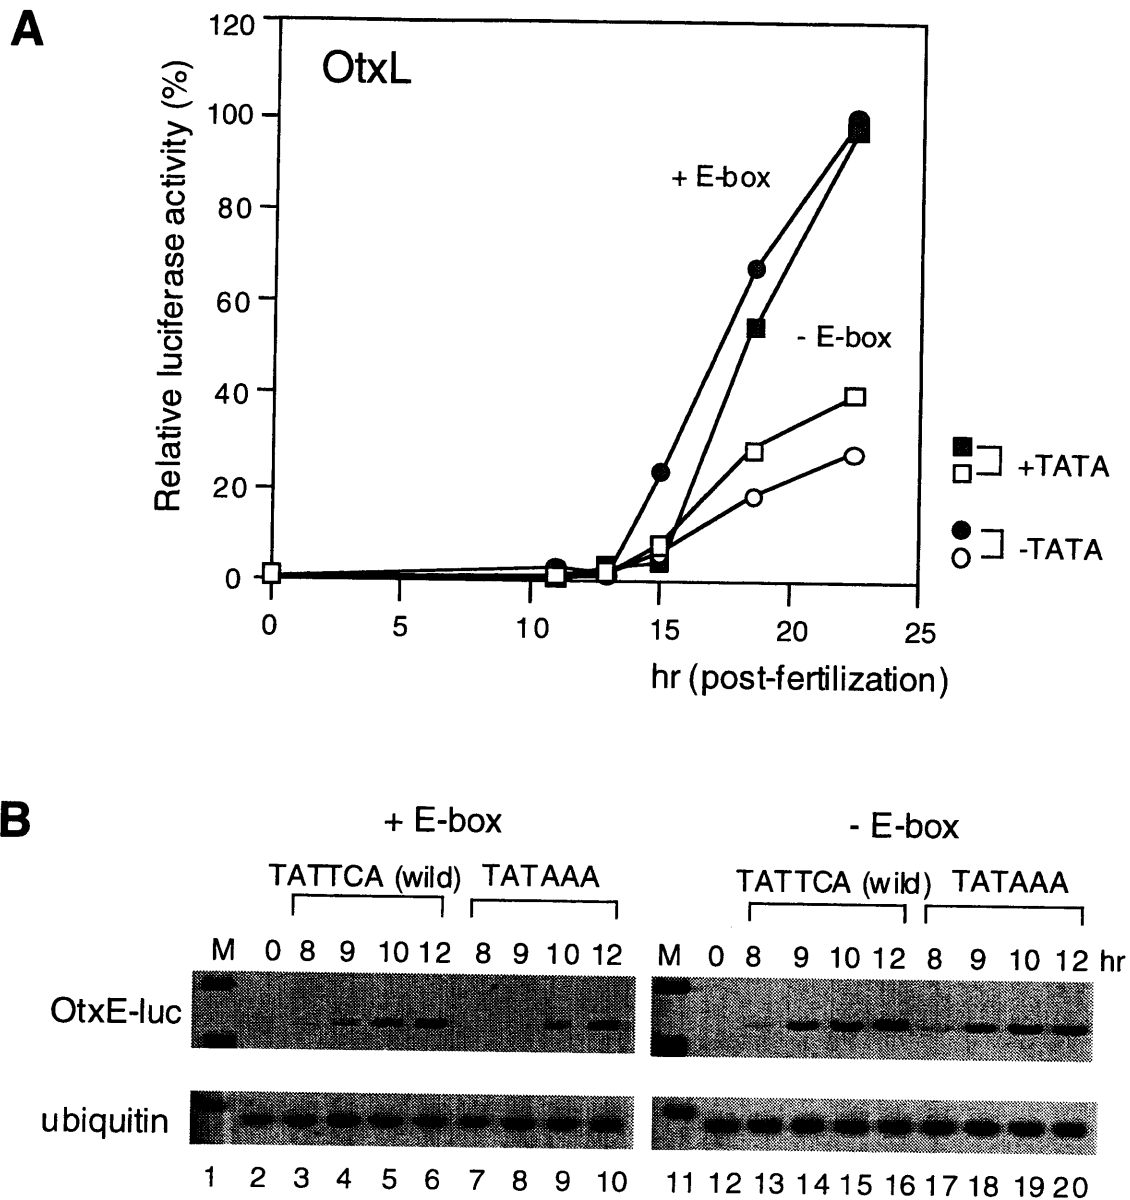 A
OtxL
Relative luciferase activity (%)
120
100
80
60
40
20
0
+ E-box
- E-box
+TATA
-TATA
0 5 10 15 20 25
hr (post-fertilization)
B
+ E-box - E-box
TATTCA (wild) TATAAA TATTCA (wild) TATAAA
M 0 8 9 10 12 8 9 10 12 M 0 8 9 10 12 8 9 10 12 hr
OtxE-luc
ubiquitin
1 2 3 4 5 6 7 8 9 10 11 12 13 14 15 16 17 18 19 20